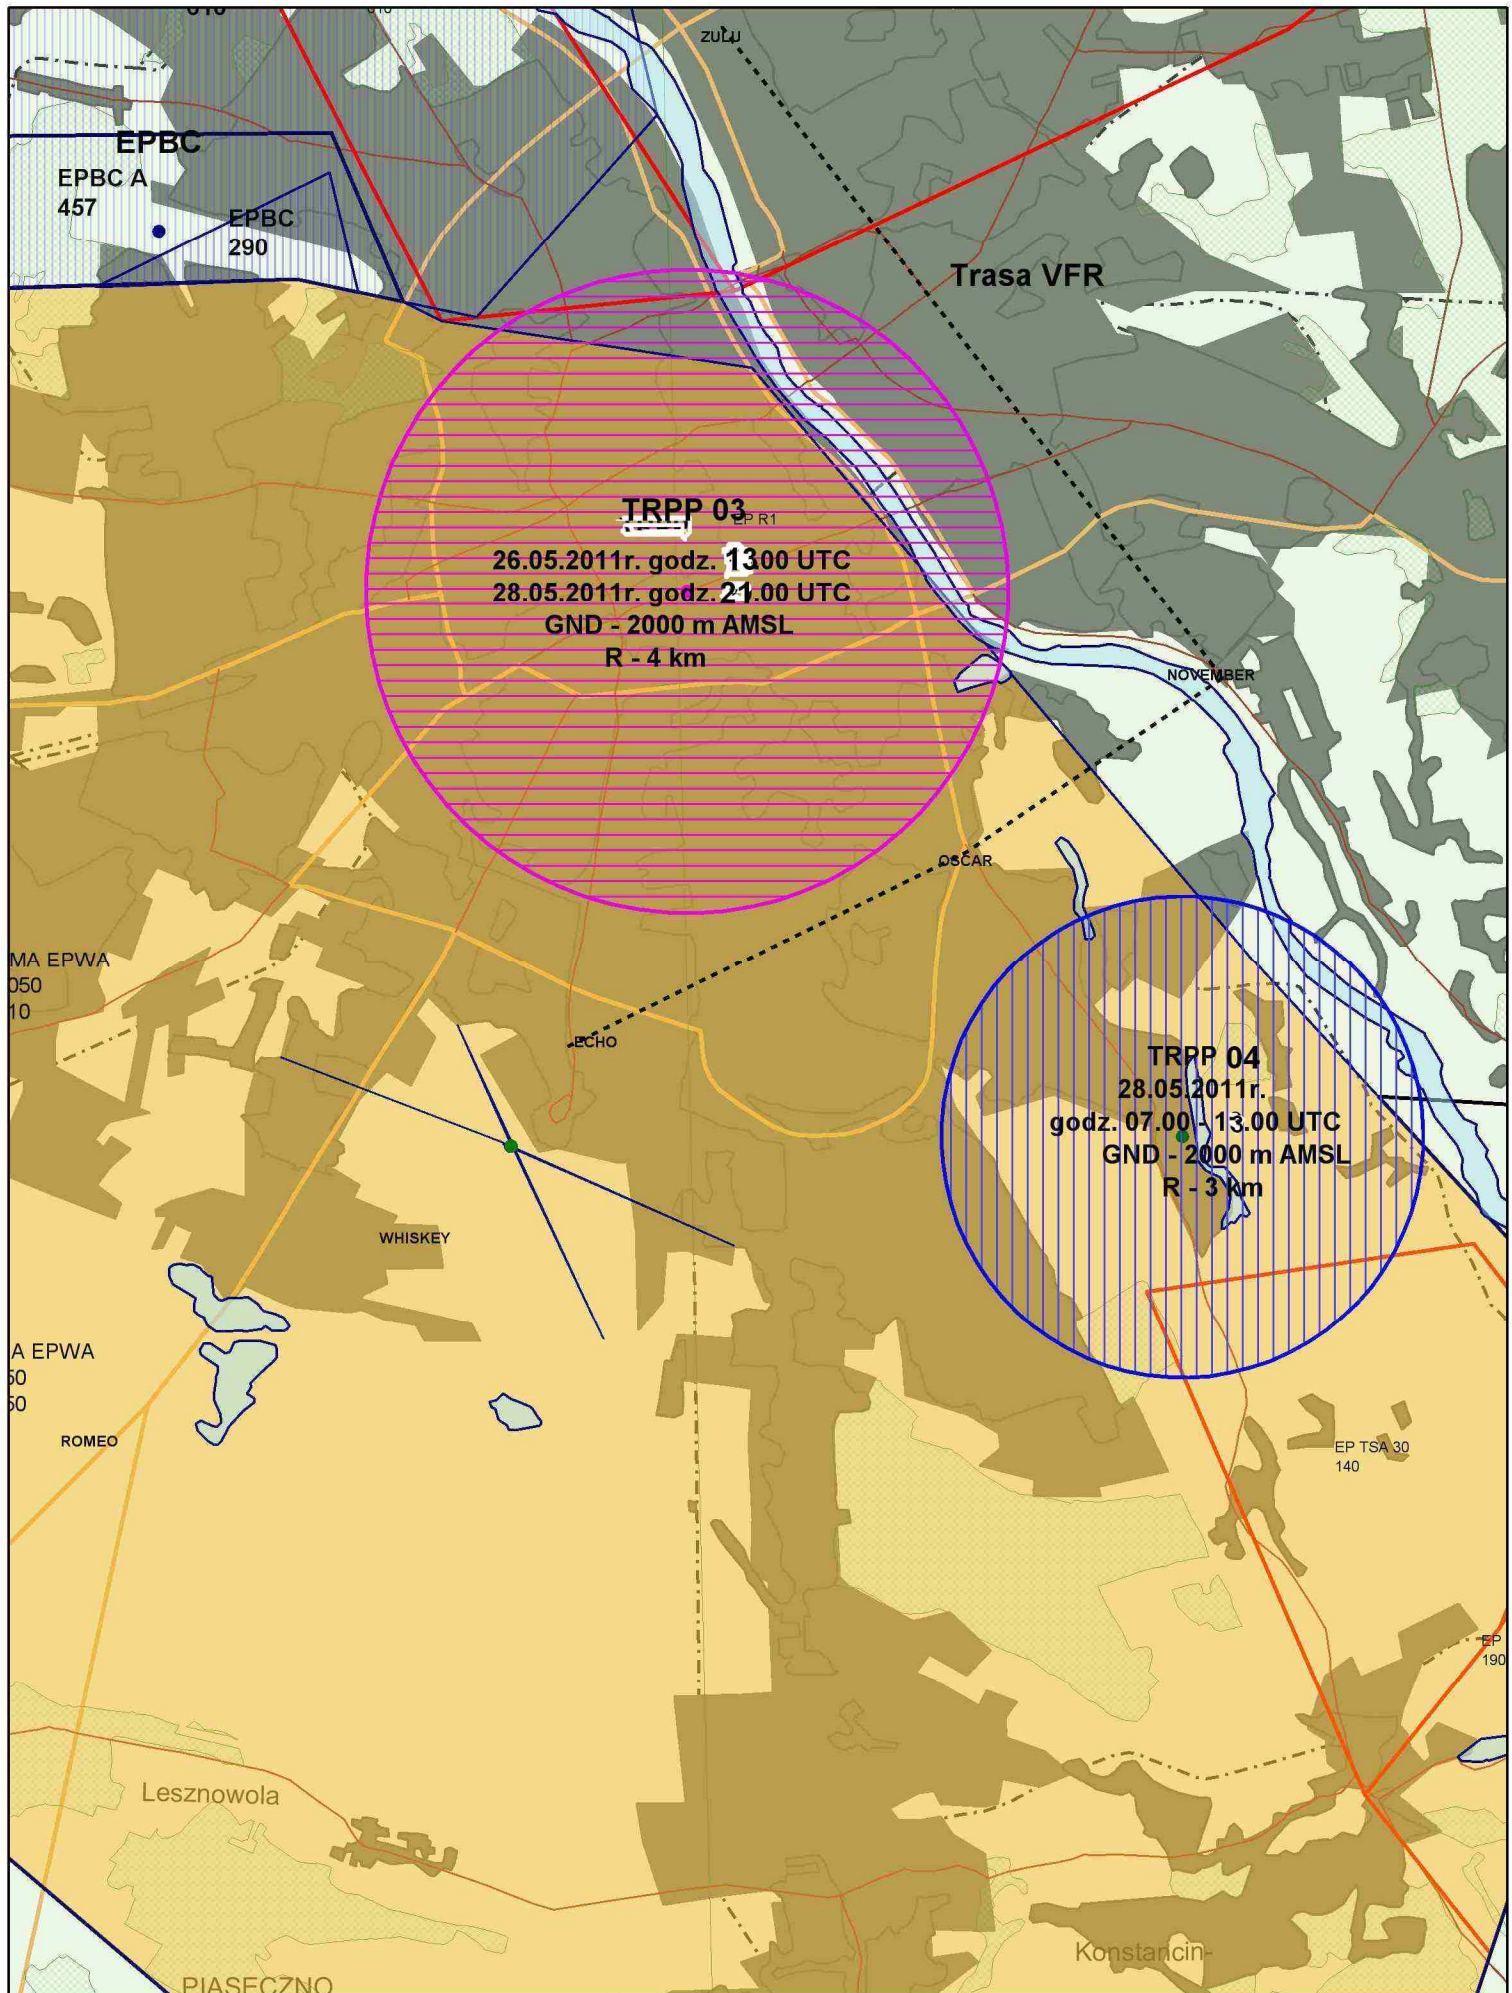 ZULU
EPBC
EPBC A
457
EPBC
290
Trasa VFR
TRPP 03
EP R1
26.05.2011r. godz. 13.00 UTC
28.05.2011r. godz. 21.00 UTC
GND - 2000 m AMSL
R - 4 km
NOVEMBER
OSCAR
MA EPWA
050
10
ECHO
TRPP 04
28.05.2011r.
godz. 07.00 - 13.00 UTC
GND - 2000 m AMSL
R - 3 km
WHISKEY
A EPWA
50
50
ROMEO
EP TSA 30
140
EP
190
Lesznowola
Konstancin-
PIASECZNO